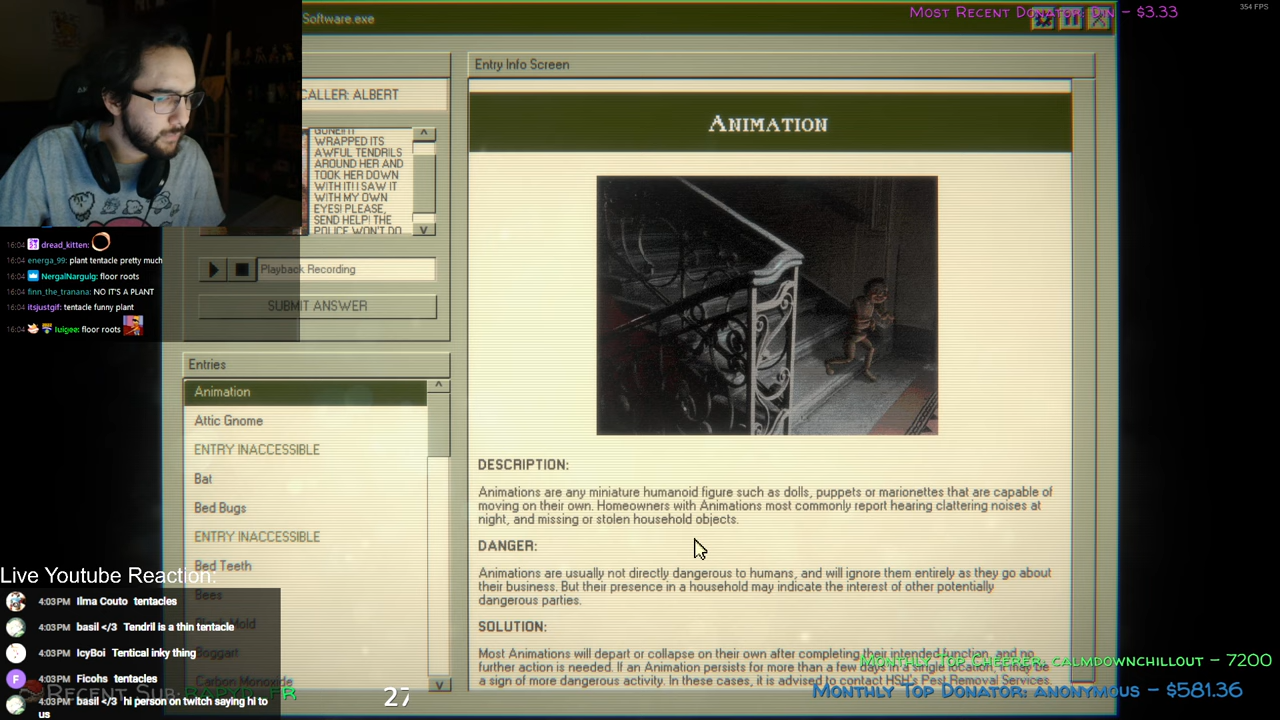 Software.exe
Most Recent Donator: Din - $3.33
354 FPS
Entry Info Screen
CALLER: ALBERT
GONE!! IT
WRAPPED ITS
AWFUL TENDRILS
AROUND HER AND
TOOK HER DOWN
WITH IT! I SAW IT
WITH MY OWN
EYES! PLEASE,
SEND HELP! THE
POLICE WON'T DO
Playback Recording
SUBMIT ANSWER
16:04 dread_kitten:
16:04 energa_99: plant tentacle pretty much
16:04 NergalNargulg: floor roots
16:04 finn_the_tranana: NO IT'S A PLANT
16:04 itsjustgif: tentacle funny plant
16:04 tuigee: floor roots
Entries
Animation
Attic Gnome
ENTRY INACCESSIBLE
Bat
Bed Bugs
ENTRY INACCESSIBLE
Bed Teeth
Bees
Mold
Boggart
Carbon Monoxide
Animation
DESCRIPTION:
Animations are any miniature humanoid figure such as dolls, puppets or marionettes that are capable of
moving on their own. Homeowners with Animations most commonly report hearing clattering noises at
night, and missing or stolen household objects.
DANGER:
Animations are usually not directly dangerous to humans, and will ignore them entirely as they go about
their business. But their presence in a household may indicate the interest of other potentially
dangerous parties.
SOLUTION:
Most Animations will depart or collapse on their own after completing their intended function, and no
further action is needed. If an Animation persists for more than a few days in a single location, it may be
a sign of more dangerous activity. In these cases, it is advised to contact HSH's Pest Removal Services.
Live Youtube Reaction:
4:03PM Ilma Couto tentacles
4:03PM basil </3 Tendril is a thin tentacle
4:03PM IcyBoi Tentical inky thing
4:03PM Ficohs tentacles
4:03PM basil </3 hi person on twitch saying hi to
us
Recent Sub:
27
Monthly Top Cheerer: calmdownchillout - 7200
Monthly Top Donator: anonymous - $581.36